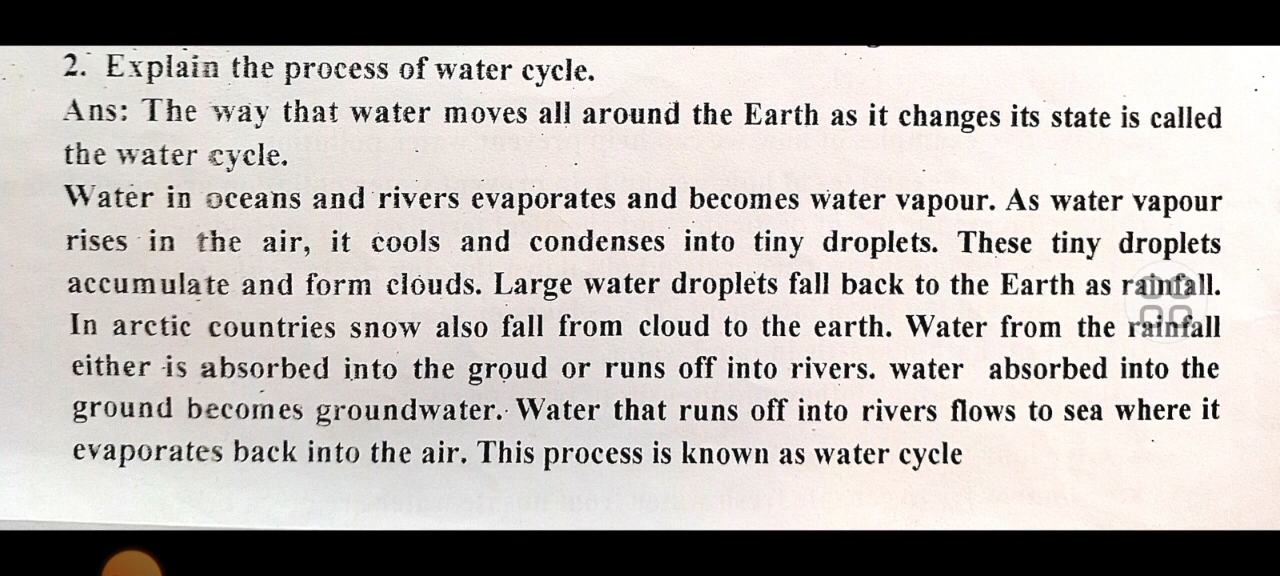 2. Explain the process of water cycle.
Ans: The way that water moves all around the Earth as it changes its state is called
the water cycle.
Water in oceans and rivers evaporates and becomes water vapour. As water vapour
rises in the air, it cools and condenses into tiny droplets. These tiny droplets
accumulate and form clouds. Large water droplets fall back to the Earth as rainfall.
In arctic countries snow also fall from cloud to the earth. Water from the rainfall
either is absorbed into the groud or runs off into rivers. water absorbed into the
ground becomes groundwater. Water that runs off into rivers flows to sea where it
evaporates back into the air. This process is known as water cycle